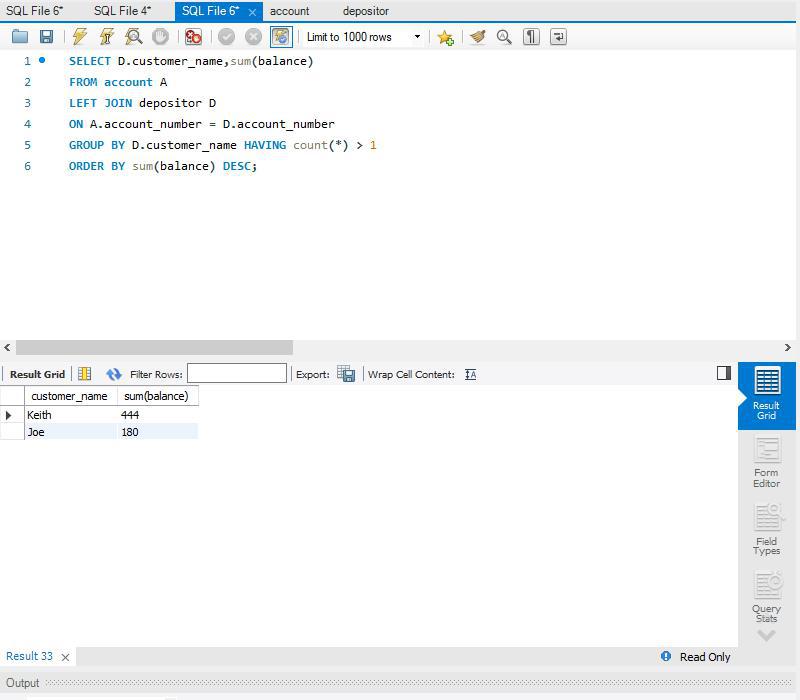 SQL File 6* SQL File 4* SQL File 6* account depositor
Limit to 1000 rows
1 SELECT D.customer_name,sum(balance)
2 FROM account A
3 LEFT JOIN depositor D
4 ON A.account_number = D.account_number
5 GROUP BY D.customer_name HAVING count(*) > 1
6 ORDER BY sum(balance) DESC;
Result Grid Filter Rows: Export: Wrap Cell Content:
customer_name sum(balance)
Keith 444
Joe 180
Result
Grid
Form
Editor
Field
Types
Query
Stats
Result 33 Read Only
Output